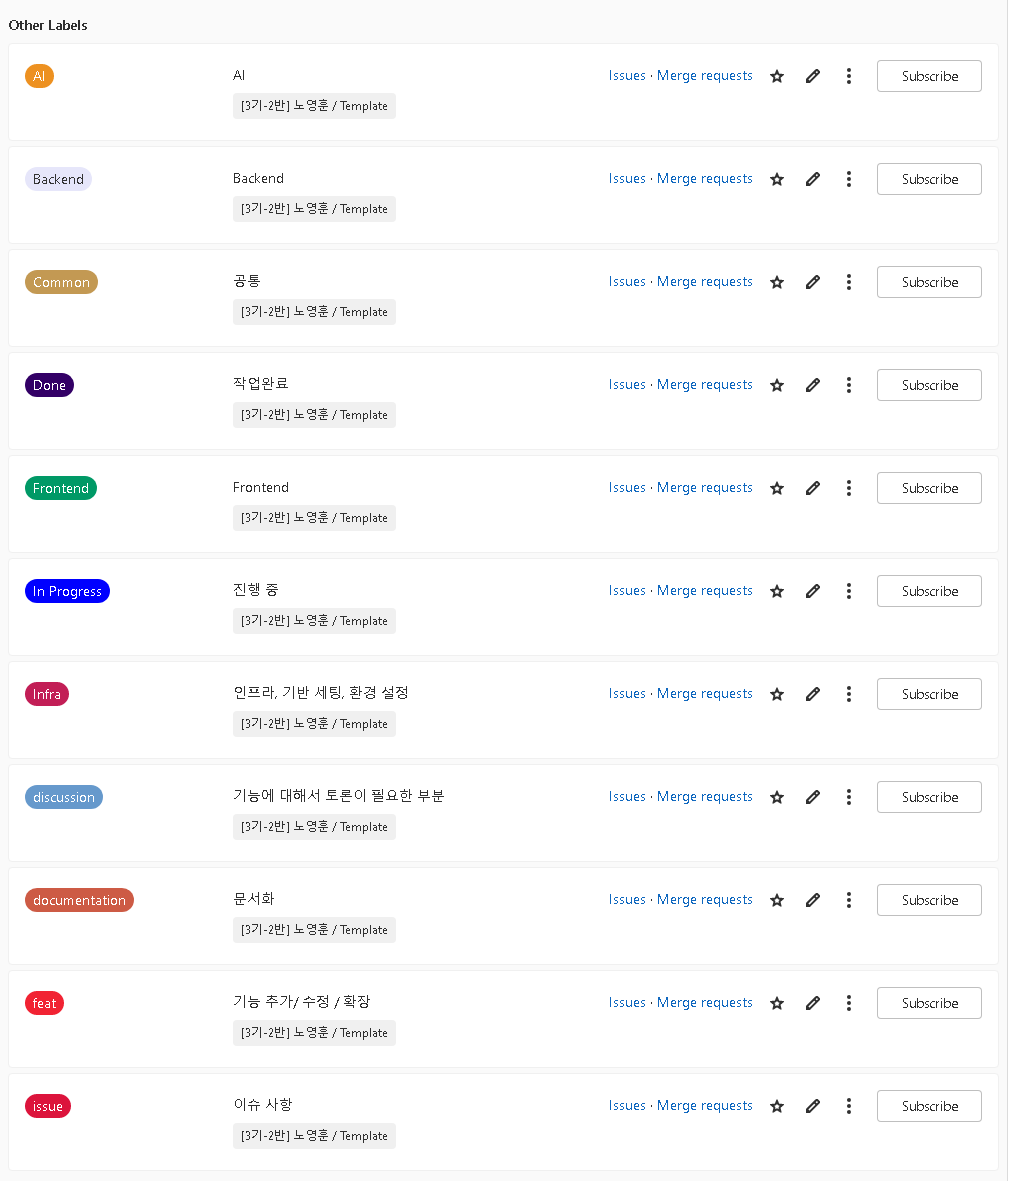 Other Labels
AI AI Issues · Merge requests Subscribe
[3기-2반] 노영훈 / Template
Backend Backend Issues · Merge requests Subscribe
[3기-2반] 노영훈 / Template
Common 공통 Issues · Merge requests Subscribe
[3기-2반] 노영훈 / Template
Done 작업완료 Issues · Merge requests Subscribe
[3기-2반] 노영훈 / Template
Frontend Frontend Issues · Merge requests Subscribe
[3기-2반] 노영훈 / Template
In Progress 진행 중 Issues · Merge requests Subscribe
[3기-2반] 노영훈 / Template
Infra 인프라, 기반 세팅, 환경 설정 Issues · Merge requests Subscribe
[3기-2반] 노영훈 / Template
discussion 기능에 대해서 토론이 필요한 부분 Issues · Merge requests Subscribe
[3기-2반] 노영훈 / Template
documentation 문서화 Issues · Merge requests Subscribe
[3기-2반] 노영훈 / Template
feat 기능 추가/ 수정 / 확장 Issues · Merge requests Subscribe
[3기-2반] 노영훈 / Template
issue 이슈 사항 Issues · Merge requests Subscribe
[3기-2반] 노영훈 / Template